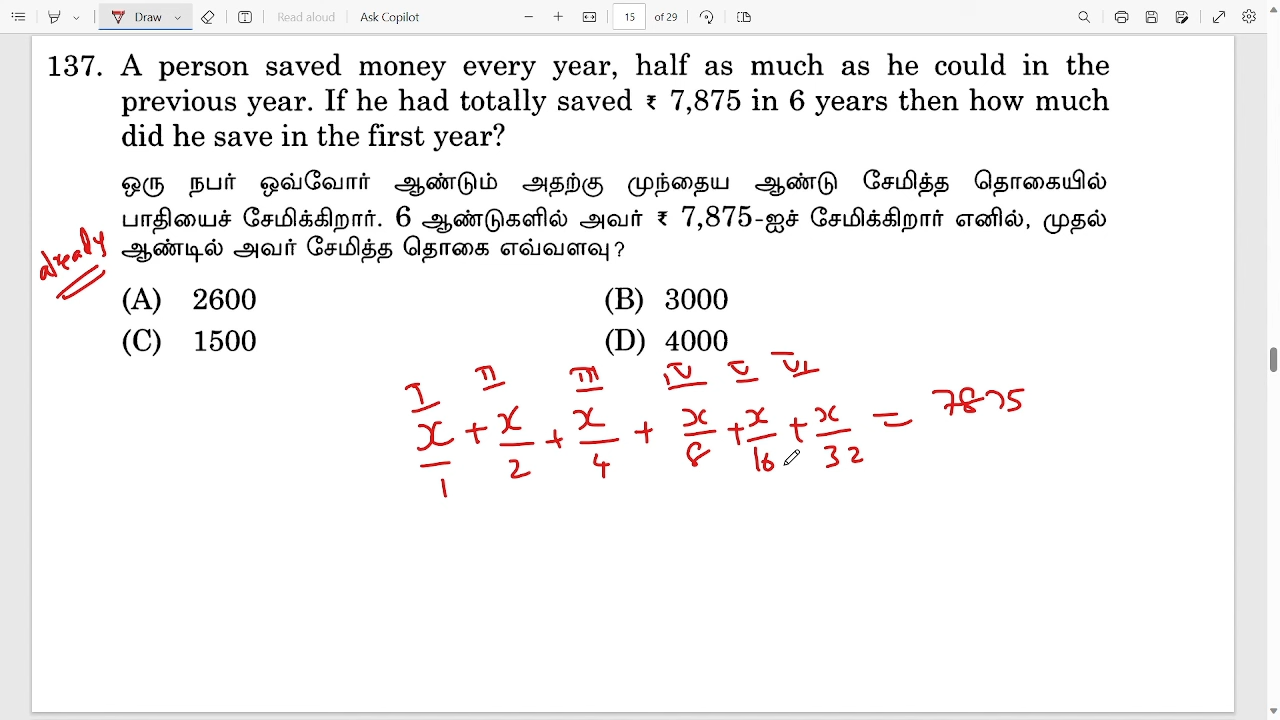 Draw Read aloud Ask Copilot 15 of 29
137. A person saved money every year, half as much as he could in the
previous year. If he had totally saved ₹ 7,875 in 6 years then how much
did he save in the first year?
ஒரு நபர் ஒவ்வோர் ஆண்டும் அதற்கு முந்தைய ஆண்டு சேமித்த தொகையில்
பாதியைச் சேமிக்கிறார். 6 ஆண்டுகளில் அவர் ₹ 7,875-ஐச் சேமிக்கிறார் எனில், முதல்
ஆண்டில் அவர் சேமித்த தொகை எவ்வளவு?
already
(A) 2600 (B) 3000
(C) 1500 (D) 4000
I II III IV V VI
x/1 + x/2 + x/4 + x/8 + x/16 + x/32 = 7875